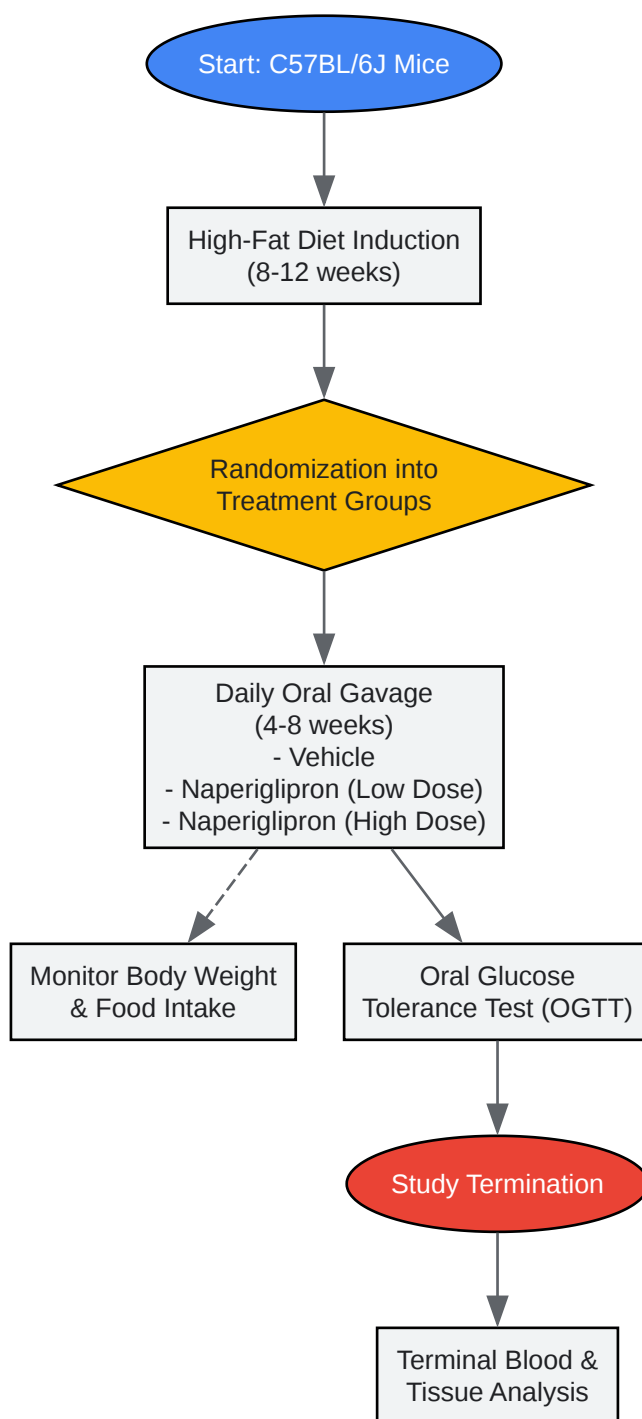 Start: C57BL/6J Mice
High-Fat Diet Induction
(8-12 weeks)
Randomization into
Treatment Groups
Daily Oral Gavage
(4-8 weeks)
- Vehicle
- Naperiglipron (Low Dose)
- Naperiglipron (High Dose)
Monitor Body Weight
& Food Intake
Oral Glucose
Tolerance Test (OGTT)
Study Termination
Terminal Blood &
Tissue Analysis